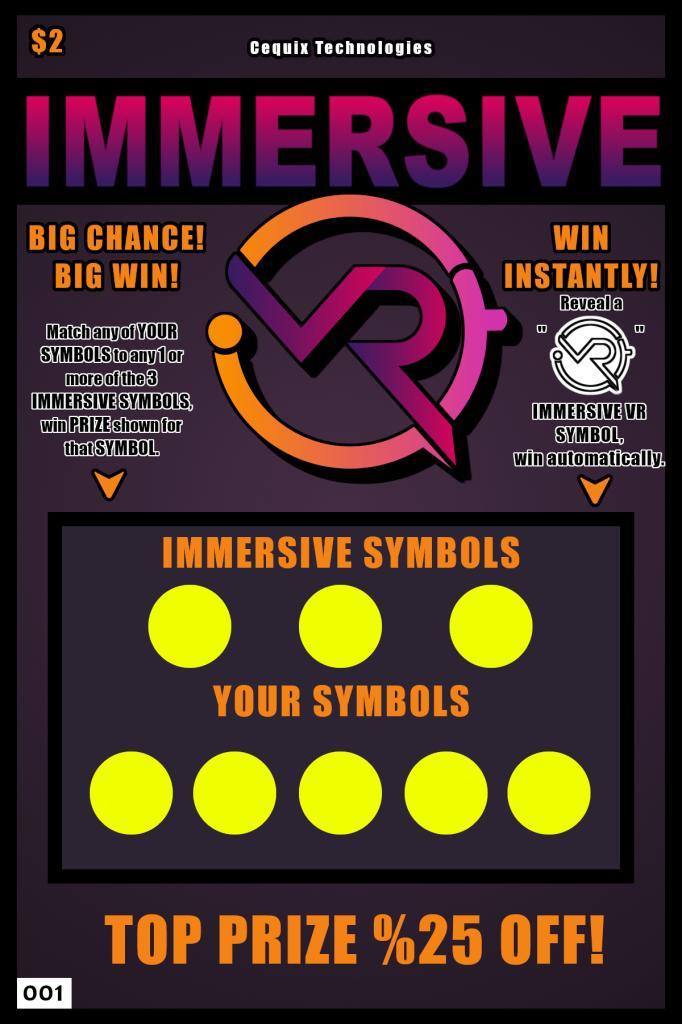 $2
Cequix Technologies
IMMERSIVE
BIG CHANCE!
BIG WIN!
Match any of YOUR
SYMBOLS to any 1 or
more of the 3
IMMERSIVE SYMBOLS,
win PRIZE shown for
that SYMBOL.
VR
WIN
INSTANTLY!
Reveal a
" VR "
IMMERSIVE VR
SYMBOL,
win automatically.
IMMERSIVE SYMBOLS
YOUR SYMBOLS
TOP PRIZE %25 OFF!
001